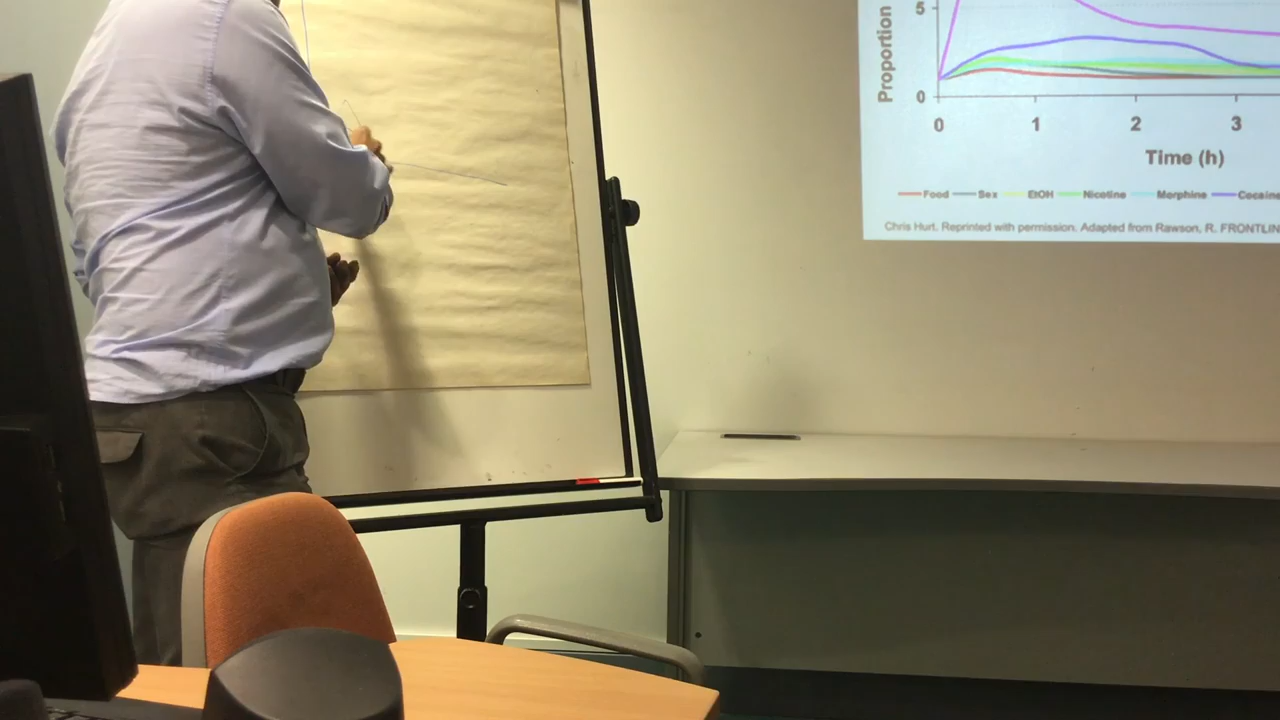 Proportion
5
0
0 1 2 3
Time (h)
Food Sex EtOH Nicotine Morphine Cocaine
Chris Hurt. Reprinted with permission. Adapted from Rawson, R. FRONTLIN